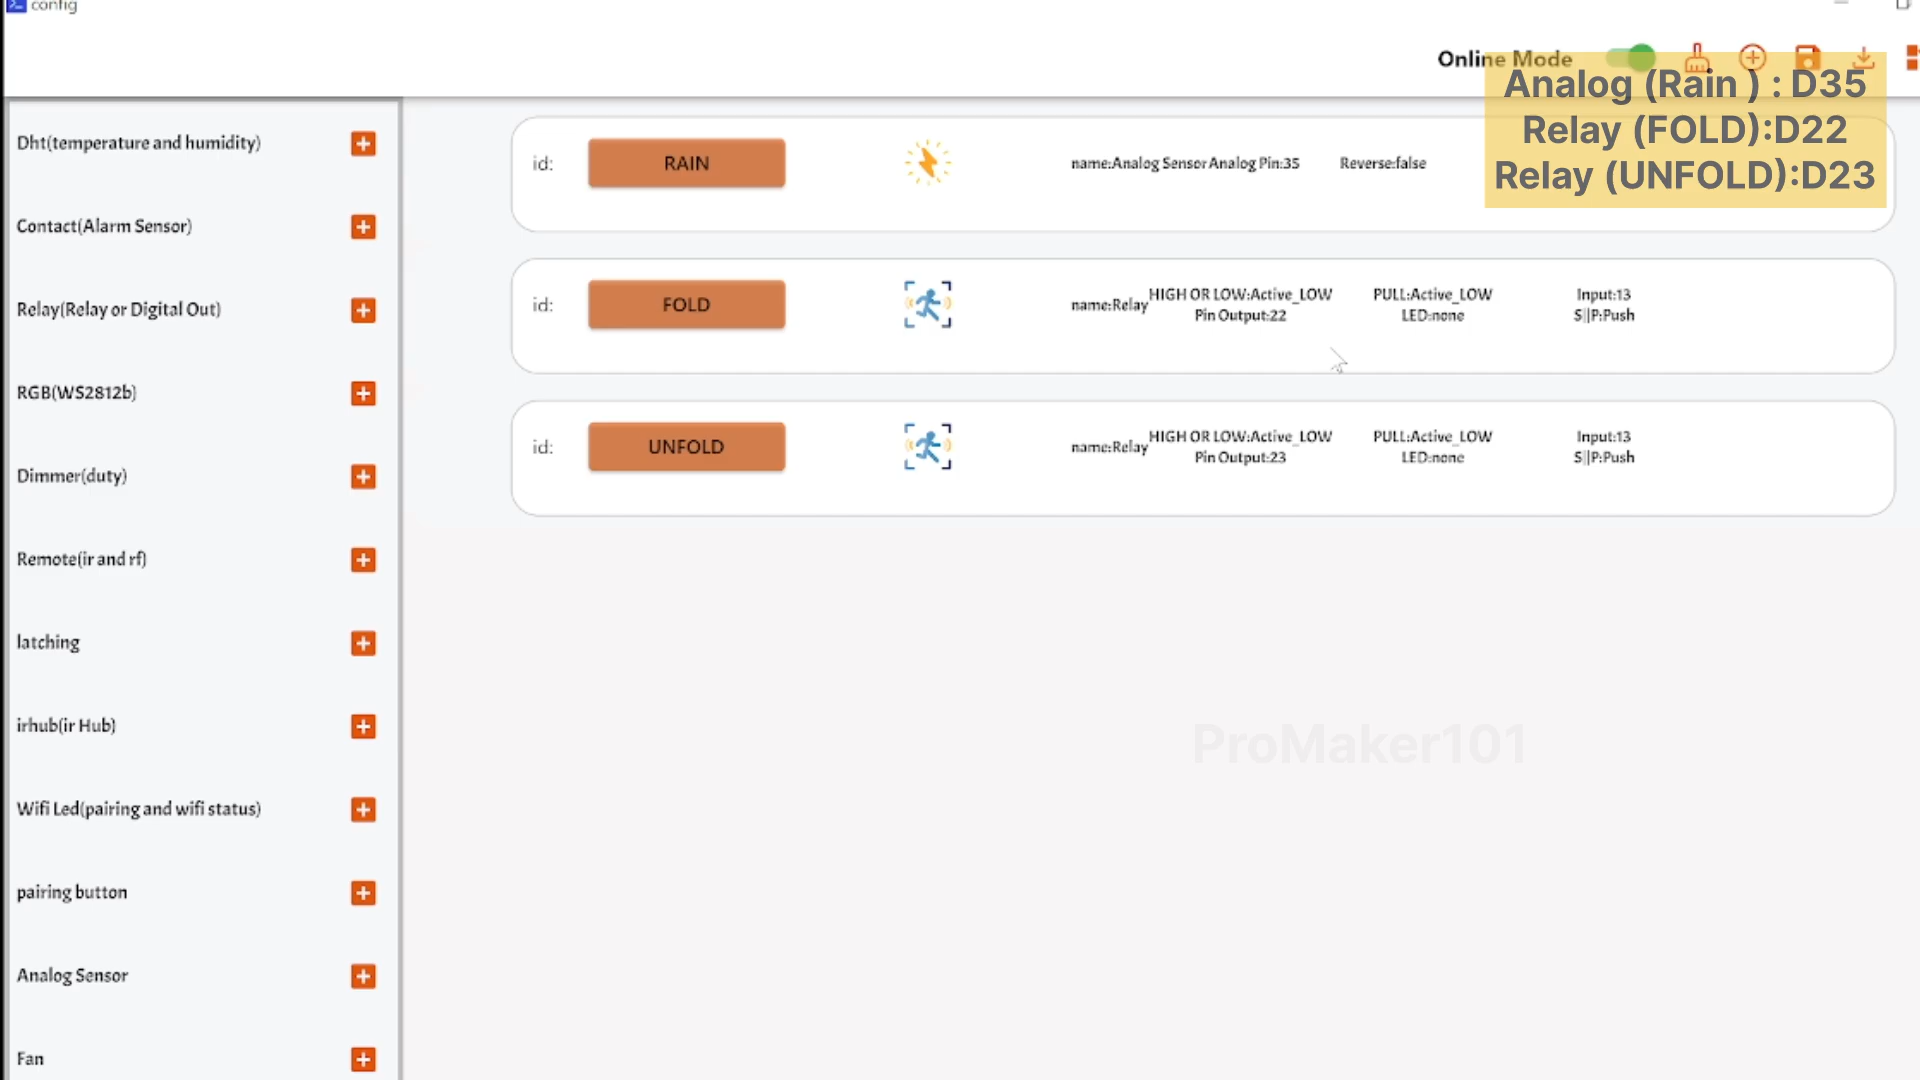 config
Online Mode
Analog (Rain ) : D35
Relay (FOLD):D22
Relay (UNFOLD):D23
Dht(temperature and humidity)
Contact(Alarm Sensor)
Relay(Relay or Digital Out)
RGB(WS2812b)
Dimmer(duty)
Remote(ir and rf)
latching
irhub(ir Hub)
Wifi Led(pairing and wifi status)
pairing button
Analog Sensor
Fan
id: RAIN name:Analog Sensor Analog Pin:35 Reverse:false
id: FOLD name:Relay HIGH OR LOW:Active_LOW PULL:Active_LOW Input:13
Pin Output:22 LED:none S||P:Push
id: UNFOLD name:Relay HIGH OR LOW:Active_LOW PULL:Active_LOW Input:13
Pin Output:23 LED:none S||P:Push
ProMaker101